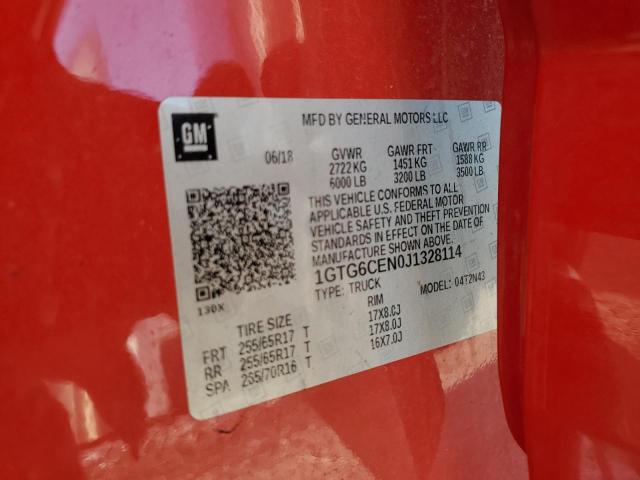 GM
MFD BY GENERAL MOTORS LLC
06/18 GVWR GAWR FRT GAWR RR
2722 KG 1451 KG 1588 KG
6000 LB 3200 LB 3500 LB
THIS VEHICLE CONFORMS TO ALL
APPLICABLE U.S. FEDERAL MOTOR
VEHICLE SAFETY AND THEFT PREVENTION
STANDARDS IN EFFECT ON THE DATE OF
MANUFACTURE SHOWN ABOVE.
1GTG6CEN0J1328114
TYPE: TRUCK MODEL: 04T2N43
130X
TIRE SIZE RIM
FRT 255/65R17 T 17X8.0J
RR 255/65R17 T 17X8.0J
SPA 265/70R16 T 16X7.0J